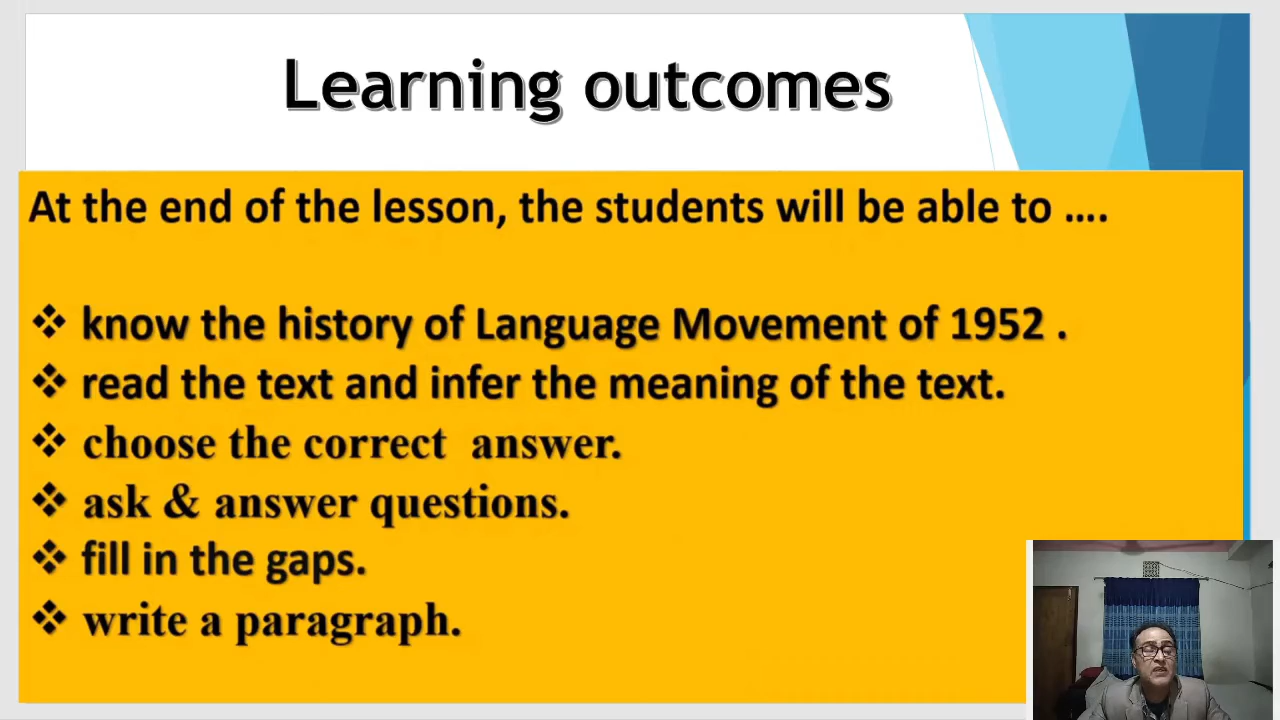 Learning outcomes
At the end of the lesson, the students will be able to ....
❖ know the history of Language Movement of 1952 .
❖ read the text and infer the meaning of the text.
❖ choose the correct answer.
❖ ask & answer questions.
❖ fill in the gaps.
❖ write a paragraph.